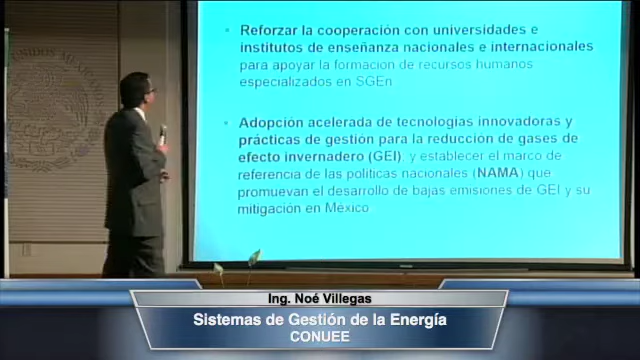 Reforzar la cooperación con universidades e
institutos de enseñanza nacionales e internacionales
para apoyar la formación de recursos humanos
especializados en SGEn
Adopción acelerada de tecnologías innovadoras y
prácticas de gestión para la reducción de gases de
efecto invernadero (GEI), y establecer el marco de
referencia de las políticas nacionales (NAMA) que
promuevan el desarrollo de bajas emisiones de GEI y su
mitigación en México
UNIDOS MEXICANOS
Ing. Noé Villegas
Sistemas de Gestión de la Energía
CONUEE